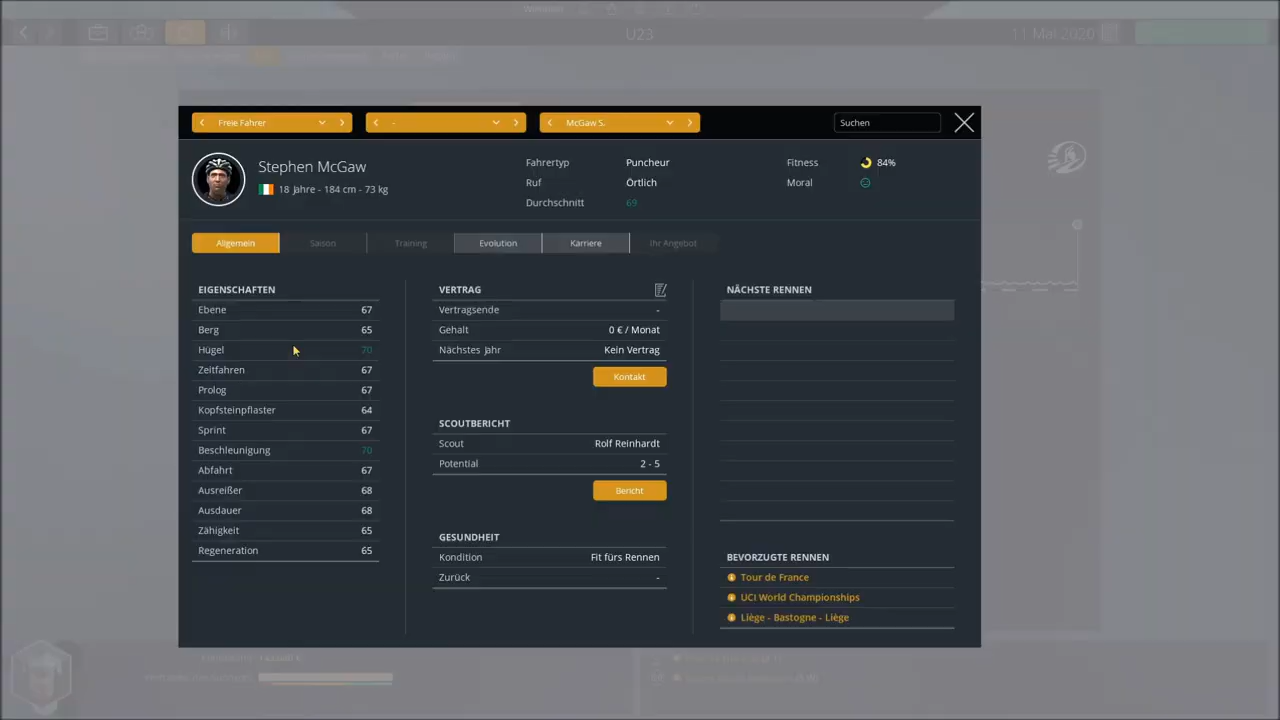 U23
11 Mai 2020
Freie Fahrer
-
McGaw S.
Suchen
Stephen McGaw
18 Jahre - 184 cm - 73 kg
Fahrertyp Puncheur
Ruf Örtlich
Durchschnitt 69
Fitness 84%
Moral
Allgemein Saison Training Evolution Karriere Ihr Angebot
EIGENSCHAFTEN
Ebene 67
Berg 65
Hügel 70
Zeitfahren 67
Prolog 67
Kopfsteinpflaster 64
Sprint 67
Beschleunigung 70
Abfahrt 67
Ausreißer 68
Ausdauer 68
Zähigkeit 65
Regeneration 65
VERTRAG
Vertragsende -
Gehalt 0 € / Monat
Nächstes Jahr Kein Vertrag
Kontakt
SCOUTBERICHT
Scout Rolf Reinhardt
Potential 2 - 5
Bericht
GESUNDHEIT
Kondition Fit fürs Rennen
Zurück -
NÄCHSTE RENNEN
BEVORZUGTE RENNEN
Tour de France
UCI World Championships
Liège - Bastogne - Liège